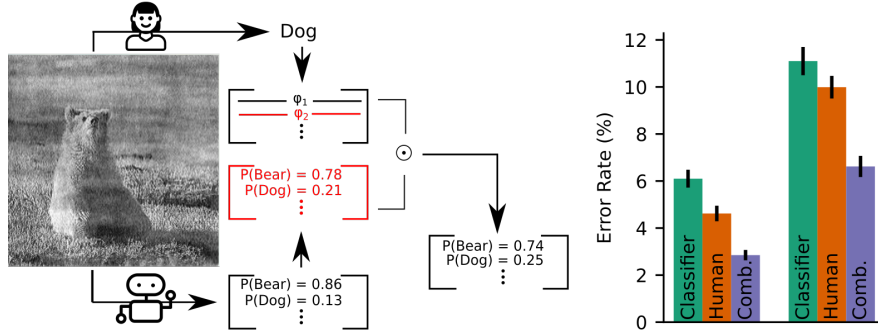 Dog
φ₁
φ₂
P(Bear) = 0.78
P(Dog) = 0.21
P(Bear) = 0.86
P(Dog) = 0.13
P(Bear) = 0.74
P(Dog) = 0.25
Error Rate (%)
12
10
8
6
4
2
0
Classifier
Human
Comb.
Classifier
Human
Comb.